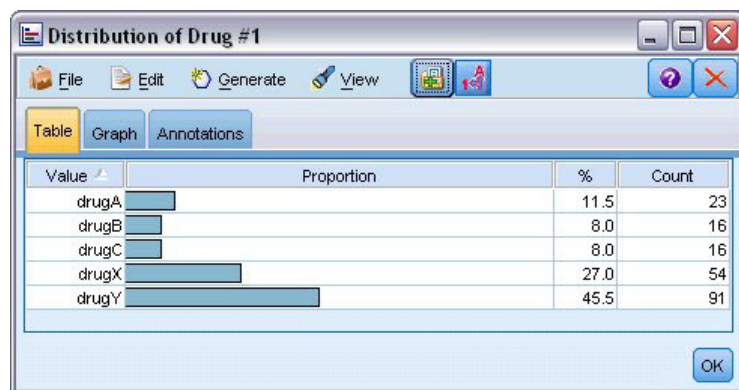 Distribution of Drug #1
File Edit Generate View
Table Graph Annotations
Value Proportion % Count
drugA 11.5 23
drugB 8.0 16
drugC 8.0 16
drugX 27.0 54
drugY 45.5 91
OK